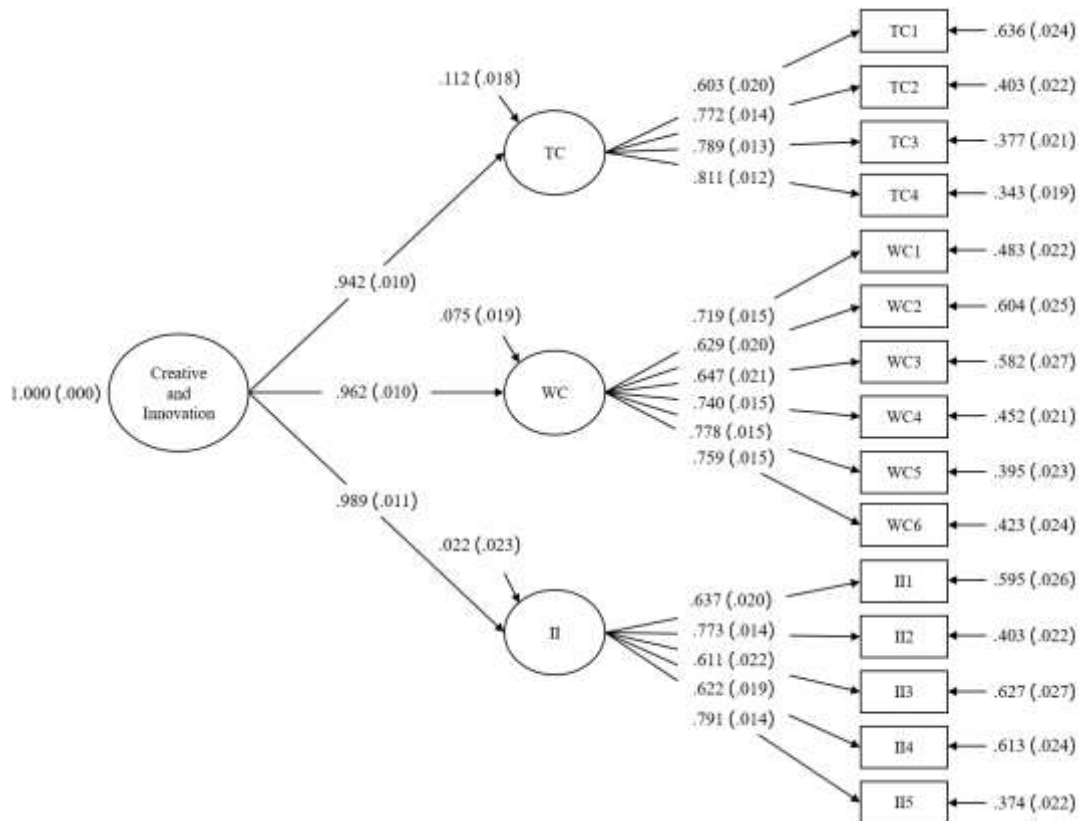 TC1
.636 (.024)
.112 (.018)
.603 (.020)
TC2
.403 (.022)
.772 (.014)
TC
.789 (.013)
TC3
.377 (.021)
.811 (.012)
TC4
.343 (.019)
WC1
.483 (.022)
.942 (.010)
.075 (.019)
.719 (.015)
WC2
.604 (.025)
.629 (.020)
.647 (.021)
WC3
.582 (.027)
1.000 (.000)
Creative
and
Innovation
.962 (.010)
WC
.740 (.015)
WC4
.452 (.021)
.778 (.015)
.759 (.015)
WC5
.395 (.023)
.989 (.011)
WC6
.423 (.024)
.022 (.023)
II1
.595 (.026)
.637 (.020)
II
.773 (.014)
II2
.403 (.022)
.611 (.022)
.622 (.019)
II3
.627 (.027)
.791 (.014)
II4
.613 (.024)
II5
.374 (.022)